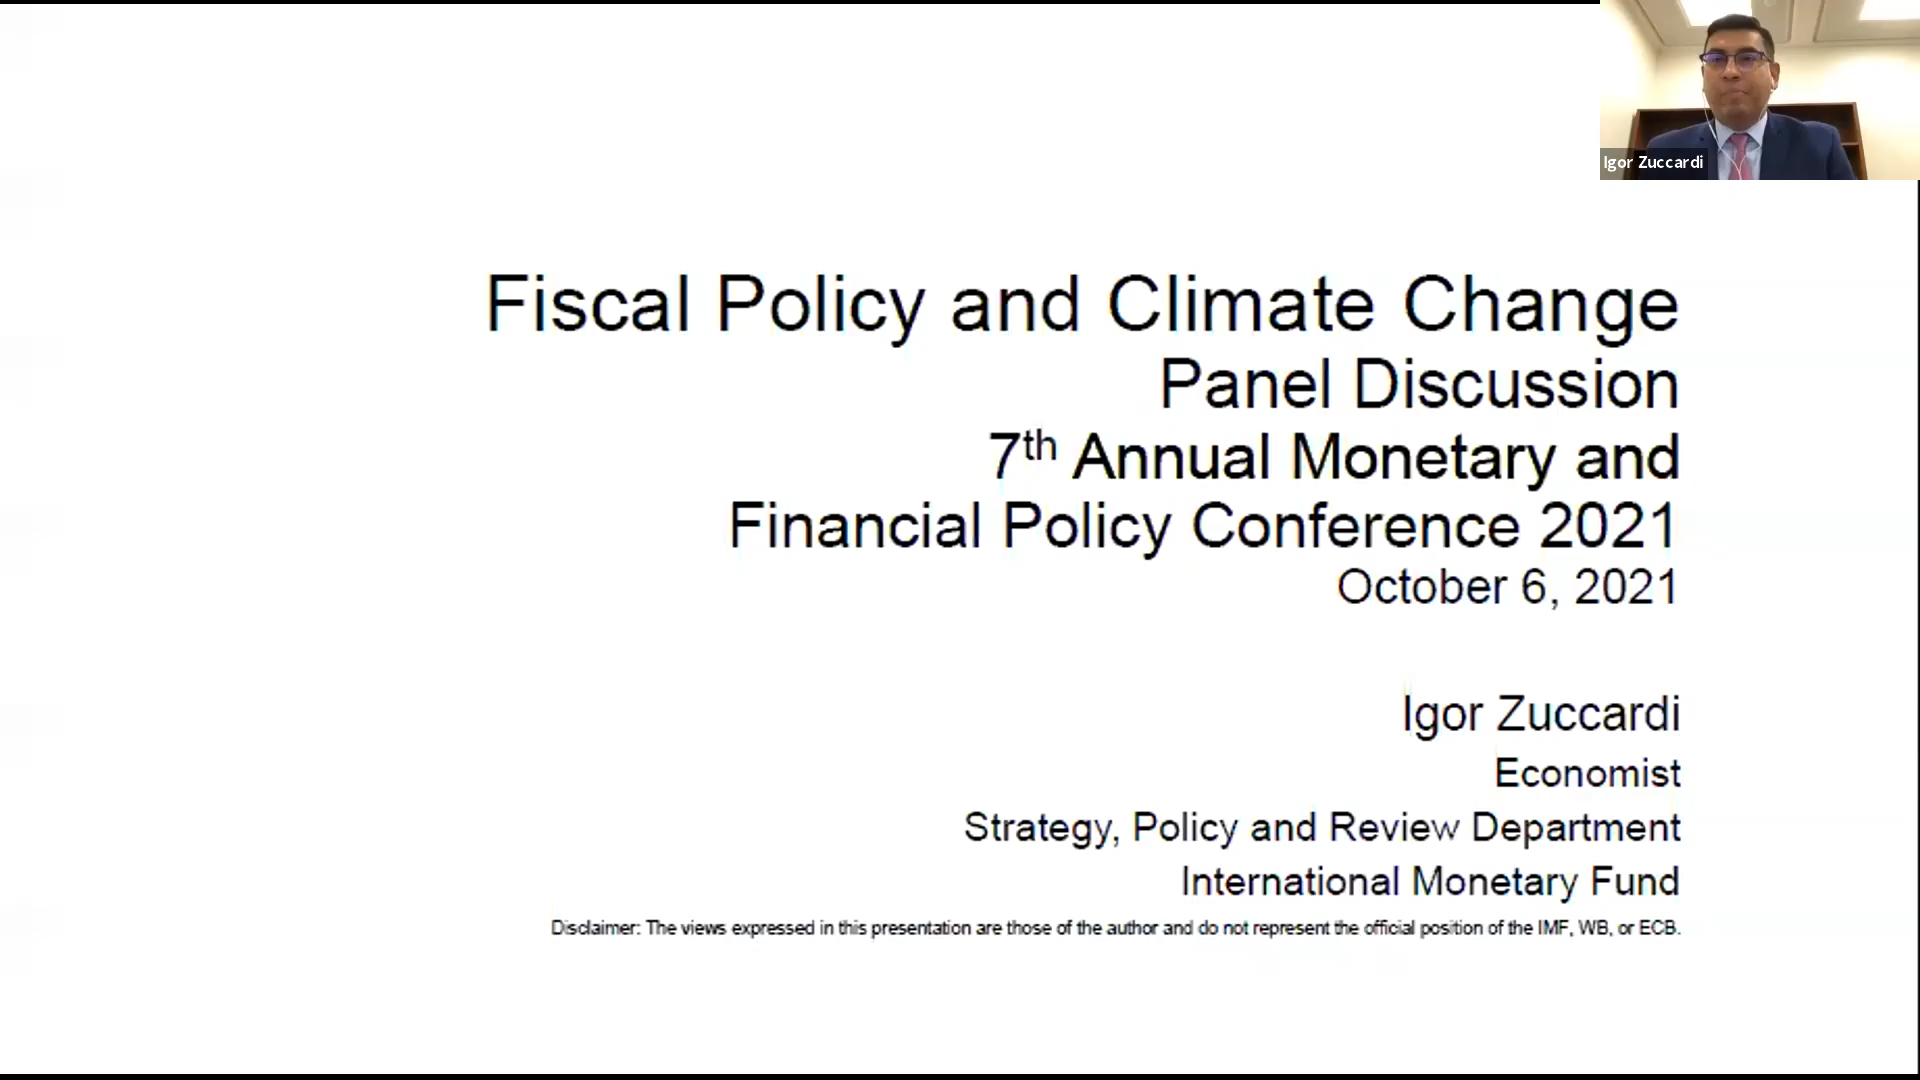 Igor Zuccardi
Fiscal Policy and Climate Change
Panel Discussion
7th Annual Monetary and
Financial Policy Conference 2021
October 6, 2021
Igor Zuccardi
Economist
Strategy, Policy and Review Department
International Monetary Fund
Disclaimer: The views expressed in this presentation are those of the author and do not represent the official position of the IMF, WB, or ECB.